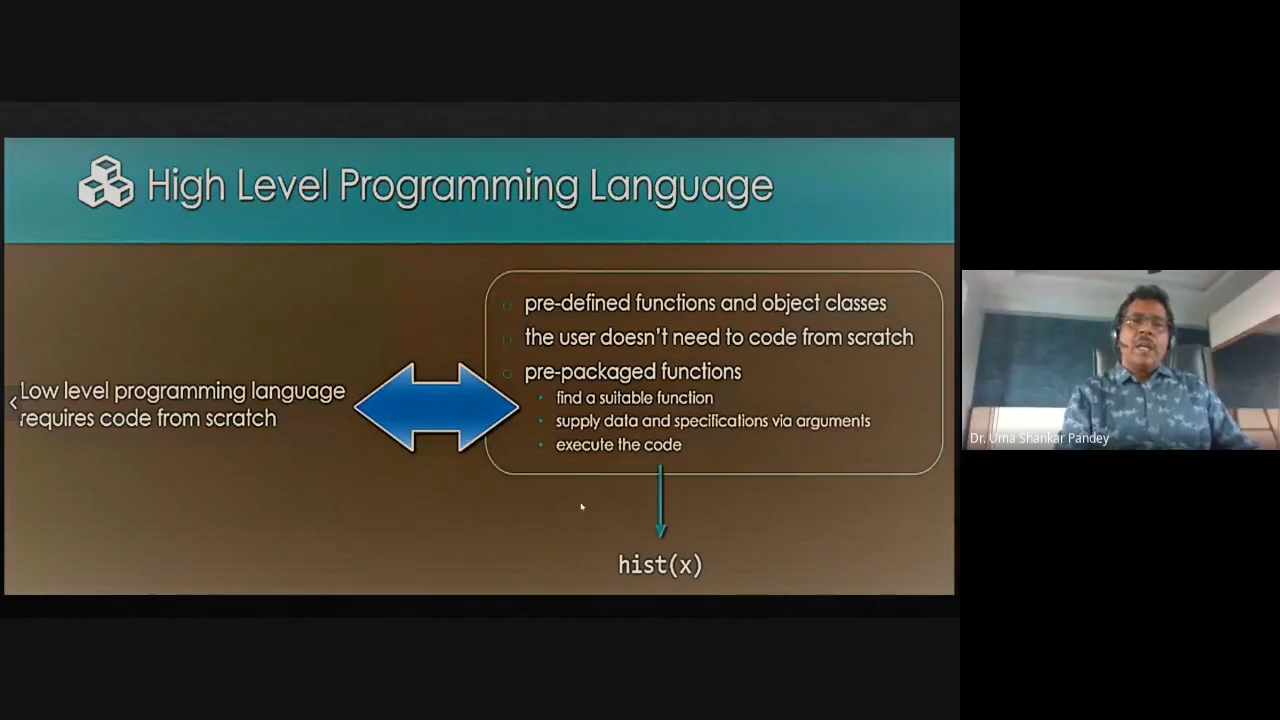 High Level Programming Language
pre-defined functions and object classes
the user doesn't need to code from scratch
pre-packaged functions
find a suitable function
supply data and specifications via arguments
execute the code
Low level programming language
requires code from scratch
hist(x)
Dr. Uma Shankar Pandey